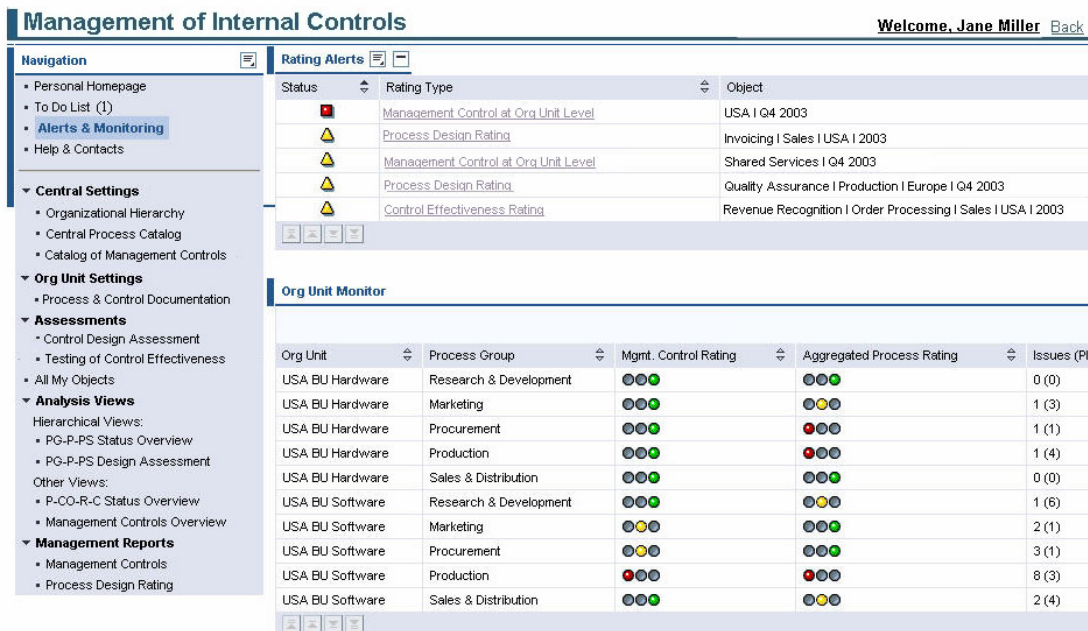 Management of Internal Controls
Welcome, Jane Miller Back
Navigation
Personal Homepage
To Do List (1)
Alerts & Monitoring
Help & Contacts
Central Settings
Organizational Hierarchy
Central Process Catalog
Catalog of Management Controls
Org Unit Settings
Process & Control Documentation
Assessments
Control Design Assessment
Testing of Control Effectiveness
All My Objects
Analysis Views
Hierarchical Views:
PG-P-PS Status Overview
PG-P-PS Design Assessment
Other Views:
P-CO-R-C Status Overview
Management Controls Overview
Management Reports
Management Controls
Process Design Rating
Rating Alerts
Status Rating Type Object
Management Control at Org Unit Level USA I Q4 2003
Process Design Rating Invoicing I Sales I USA I 2003
Management Control at Org Unit Level Shared Services I Q4 2003
Process Design Rating Quality Assurance I Production I Europe I Q4 2003
Control Effectiveness Rating Revenue Recognition I Order Processing I Sales I USA I 2003
Org Unit Monitor
Org Unit Process Group Mgmt. Control Rating Aggregated Process Rating Issues
USA BU Hardware Research & Development 0 (0)
USA BU Hardware Marketing 1 (3)
USA BU Hardware Procurement 1 (1)
USA BU Hardware Production 1 (4)
USA BU Hardware Sales & Distribution 0 (0)
USA BU Software Research & Development 1 (6)
USA BU Software Marketing 2 (1)
USA BU Software Procurement 3 (1)
USA BU Software Production 8 (3)
USA BU Software Sales & Distribution 2 (4)